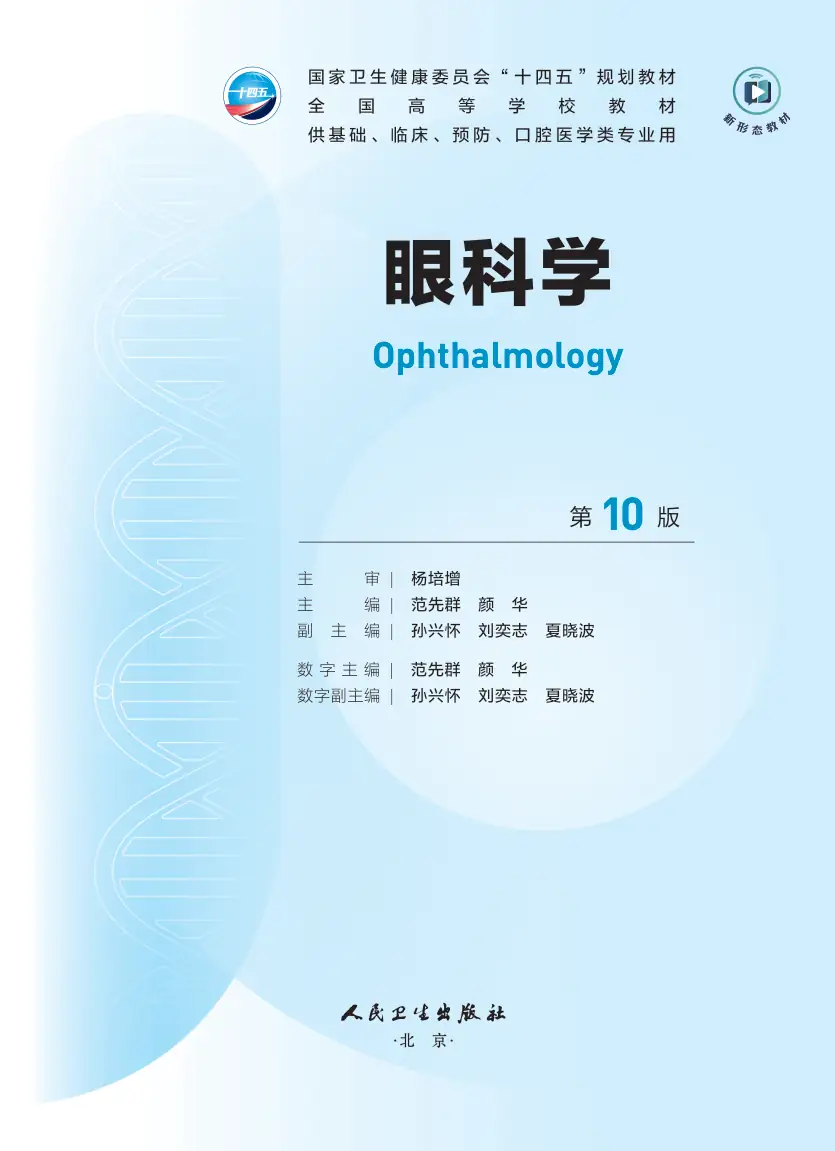 十四五
国家卫生健康委员会“十四五”规划教材
全国高等学校教材
供基础、临床、预防、口腔医学类专业用
新形态教材
眼科学
Ophthalmology
第10版
主审 | 杨培增
主编 | 范先群 颜华
副主编 | 孙兴怀 刘奕志 夏晓波
数字主编 | 范先群 颜华
数字副主编 | 孙兴怀 刘奕志 夏晓波
人民卫生出版社
·北京·